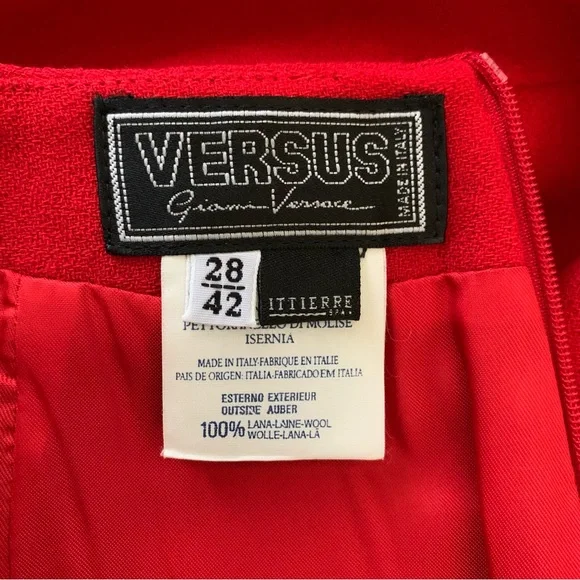 VERSUS
Gianni Versace
MADE IN ITALY
28
42
ITTIERRE
S.P.A.
PETTORANELLO DI MOLISE
ISERNIA
MADE IN ITALY-FABRIQUE EN ITALIE
PAIS DE ORIGEN: ITALIA-FABRICADO EM ITALIA
ESTERNO EXTERIEUR
OUTSIDE AUBER
100% LANA-LAINE-WOOL
WOLLE-LANA-LÀ